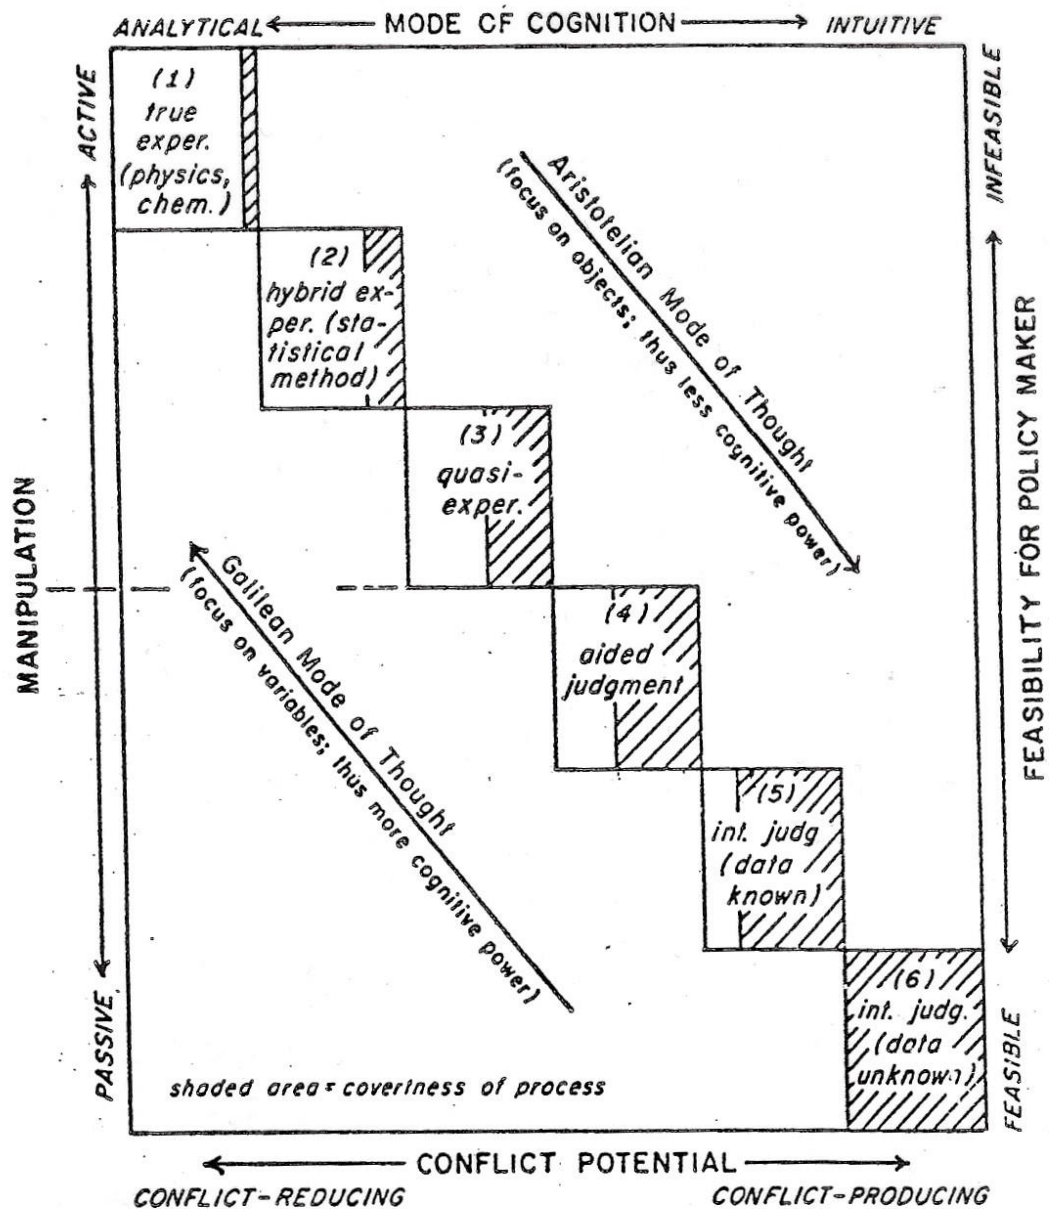 ANALYTICAL MODE OF COGNITION INTUITIVE
ACTIVE
MANIPULATION
PASSIVE
INFEASIBLE
FEASIBILITY FOR POLICY MAKER
FEASIBLE
(1)
true
exper.
(physics,
chem.)
(2)
hybrid ex-
per. (sta-
tistical
method)
(3)
quasi-
exper.
(4)
aided
judgment
(5)
int. judg
(data
known)
(6)
int. judg.
(data
unknown)
Aristotelian Mode of Thought
(focus on objects; thus less cognitive power)
Galilean Mode of Thought
(focus on variables; thus more cognitive power)
shaded area = covertness of process
CONFLICT POTENTIAL
CONFLICT-REDUCING CONFLICT-PRODUCING